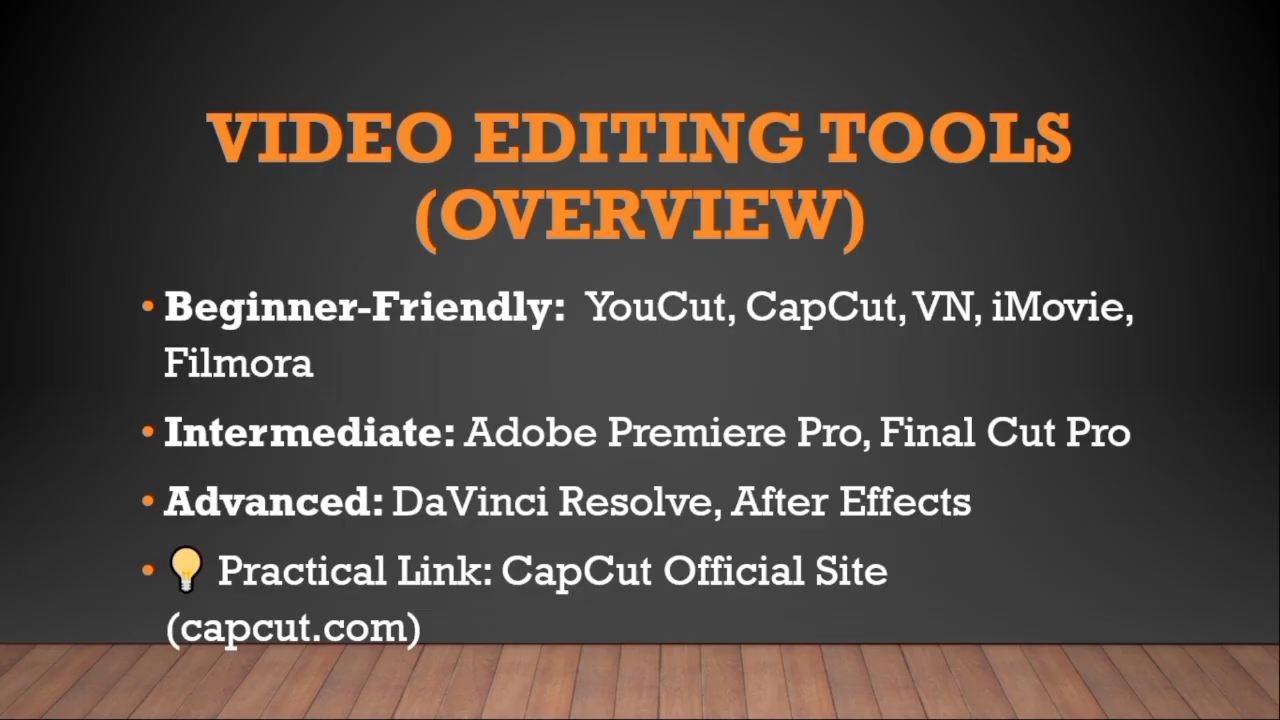 VIDEO EDITING TOOLS
(OVERVIEW)
• Beginner-Friendly: YouCut, CapCut, VN, iMovie,
Filmora
• Intermediate: Adobe Premiere Pro, Final Cut Pro
• Advanced: DaVinci Resolve, After Effects
• 💡 Practical Link: CapCut Official Site
(capcut.com)